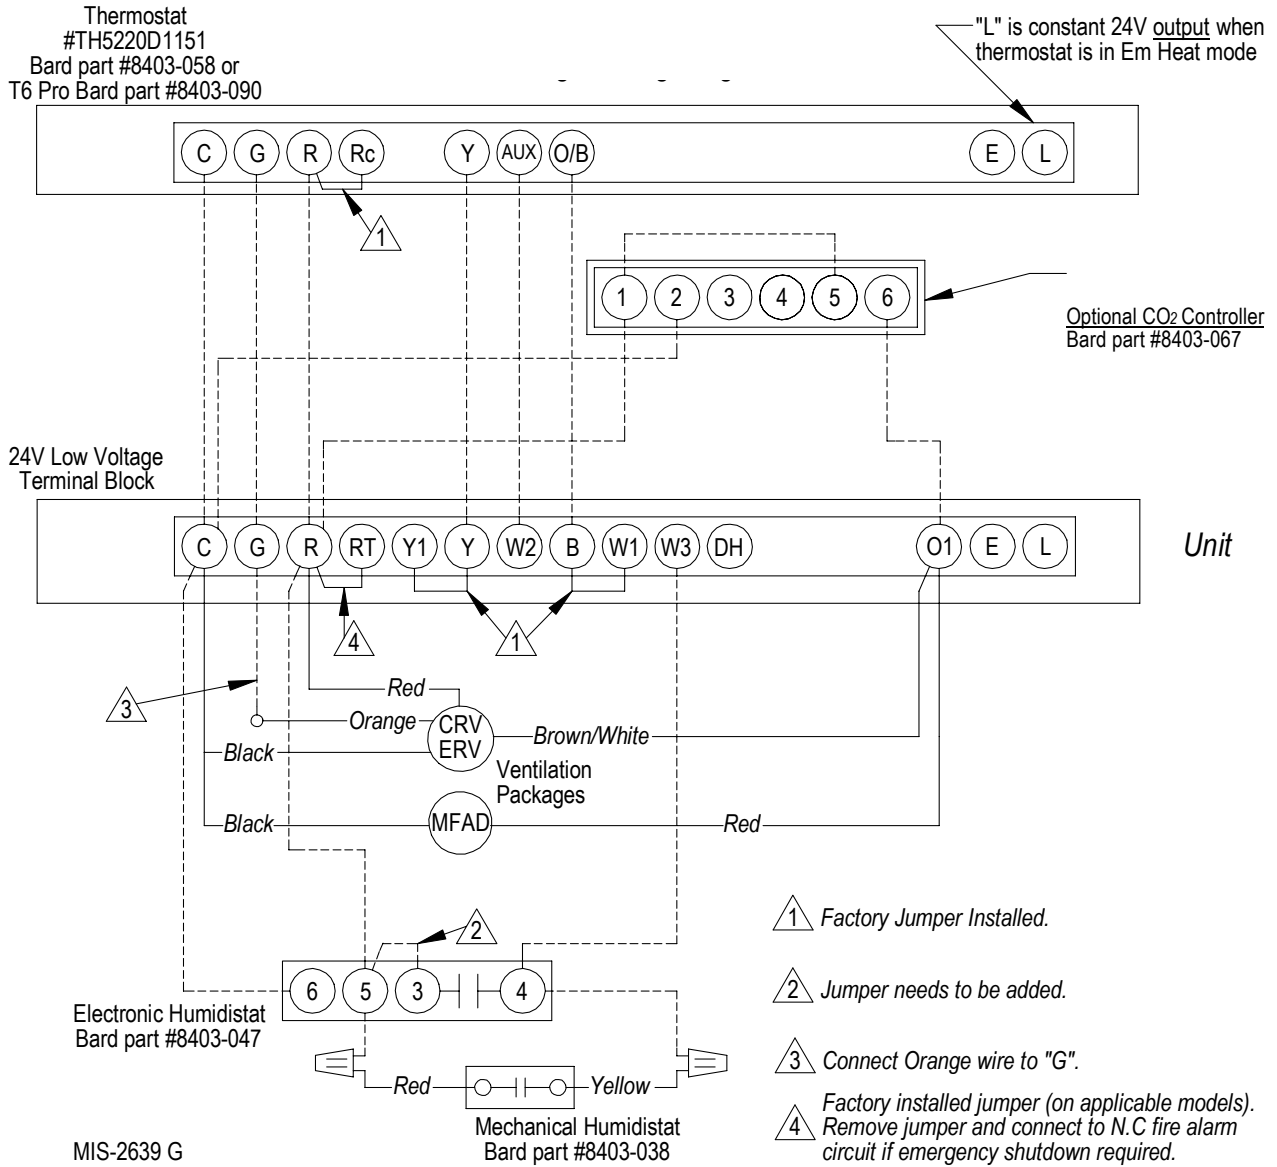 Thermostat
#TH5220D1151
Bard part #8403-058 or
T6 Pro Bard part #8403-090
"L" is constant 24V output when
thermostat is in Em Heat mode
C G R Rc Y AUX O/B E L
1
1 2 3 4 5 6
Optional CO2 Controller
Bard part #8403-067
24V Low Voltage
Terminal Block
C G R RT Y1 Y W2 B W1 W3 DH O1 E L
Unit
4
1
3
Red
Orange
CRV
ERV
Brown/White
Black
Ventilation
Packages
Black
MFAD
Red
2
6 5 3 4
Electronic Humidistat
Bard part #8403-047
Red
Yellow
Mechanical Humidistat
Bard part #8403-038
1 Factory Jumper Installed.
2 Jumper needs to be added.
3 Connect Orange wire to "G".
4 Factory installed jumper (on applicable models).
Remove jumper and connect to N.C fire alarm
circuit if emergency shutdown required.
MIS-2639 G